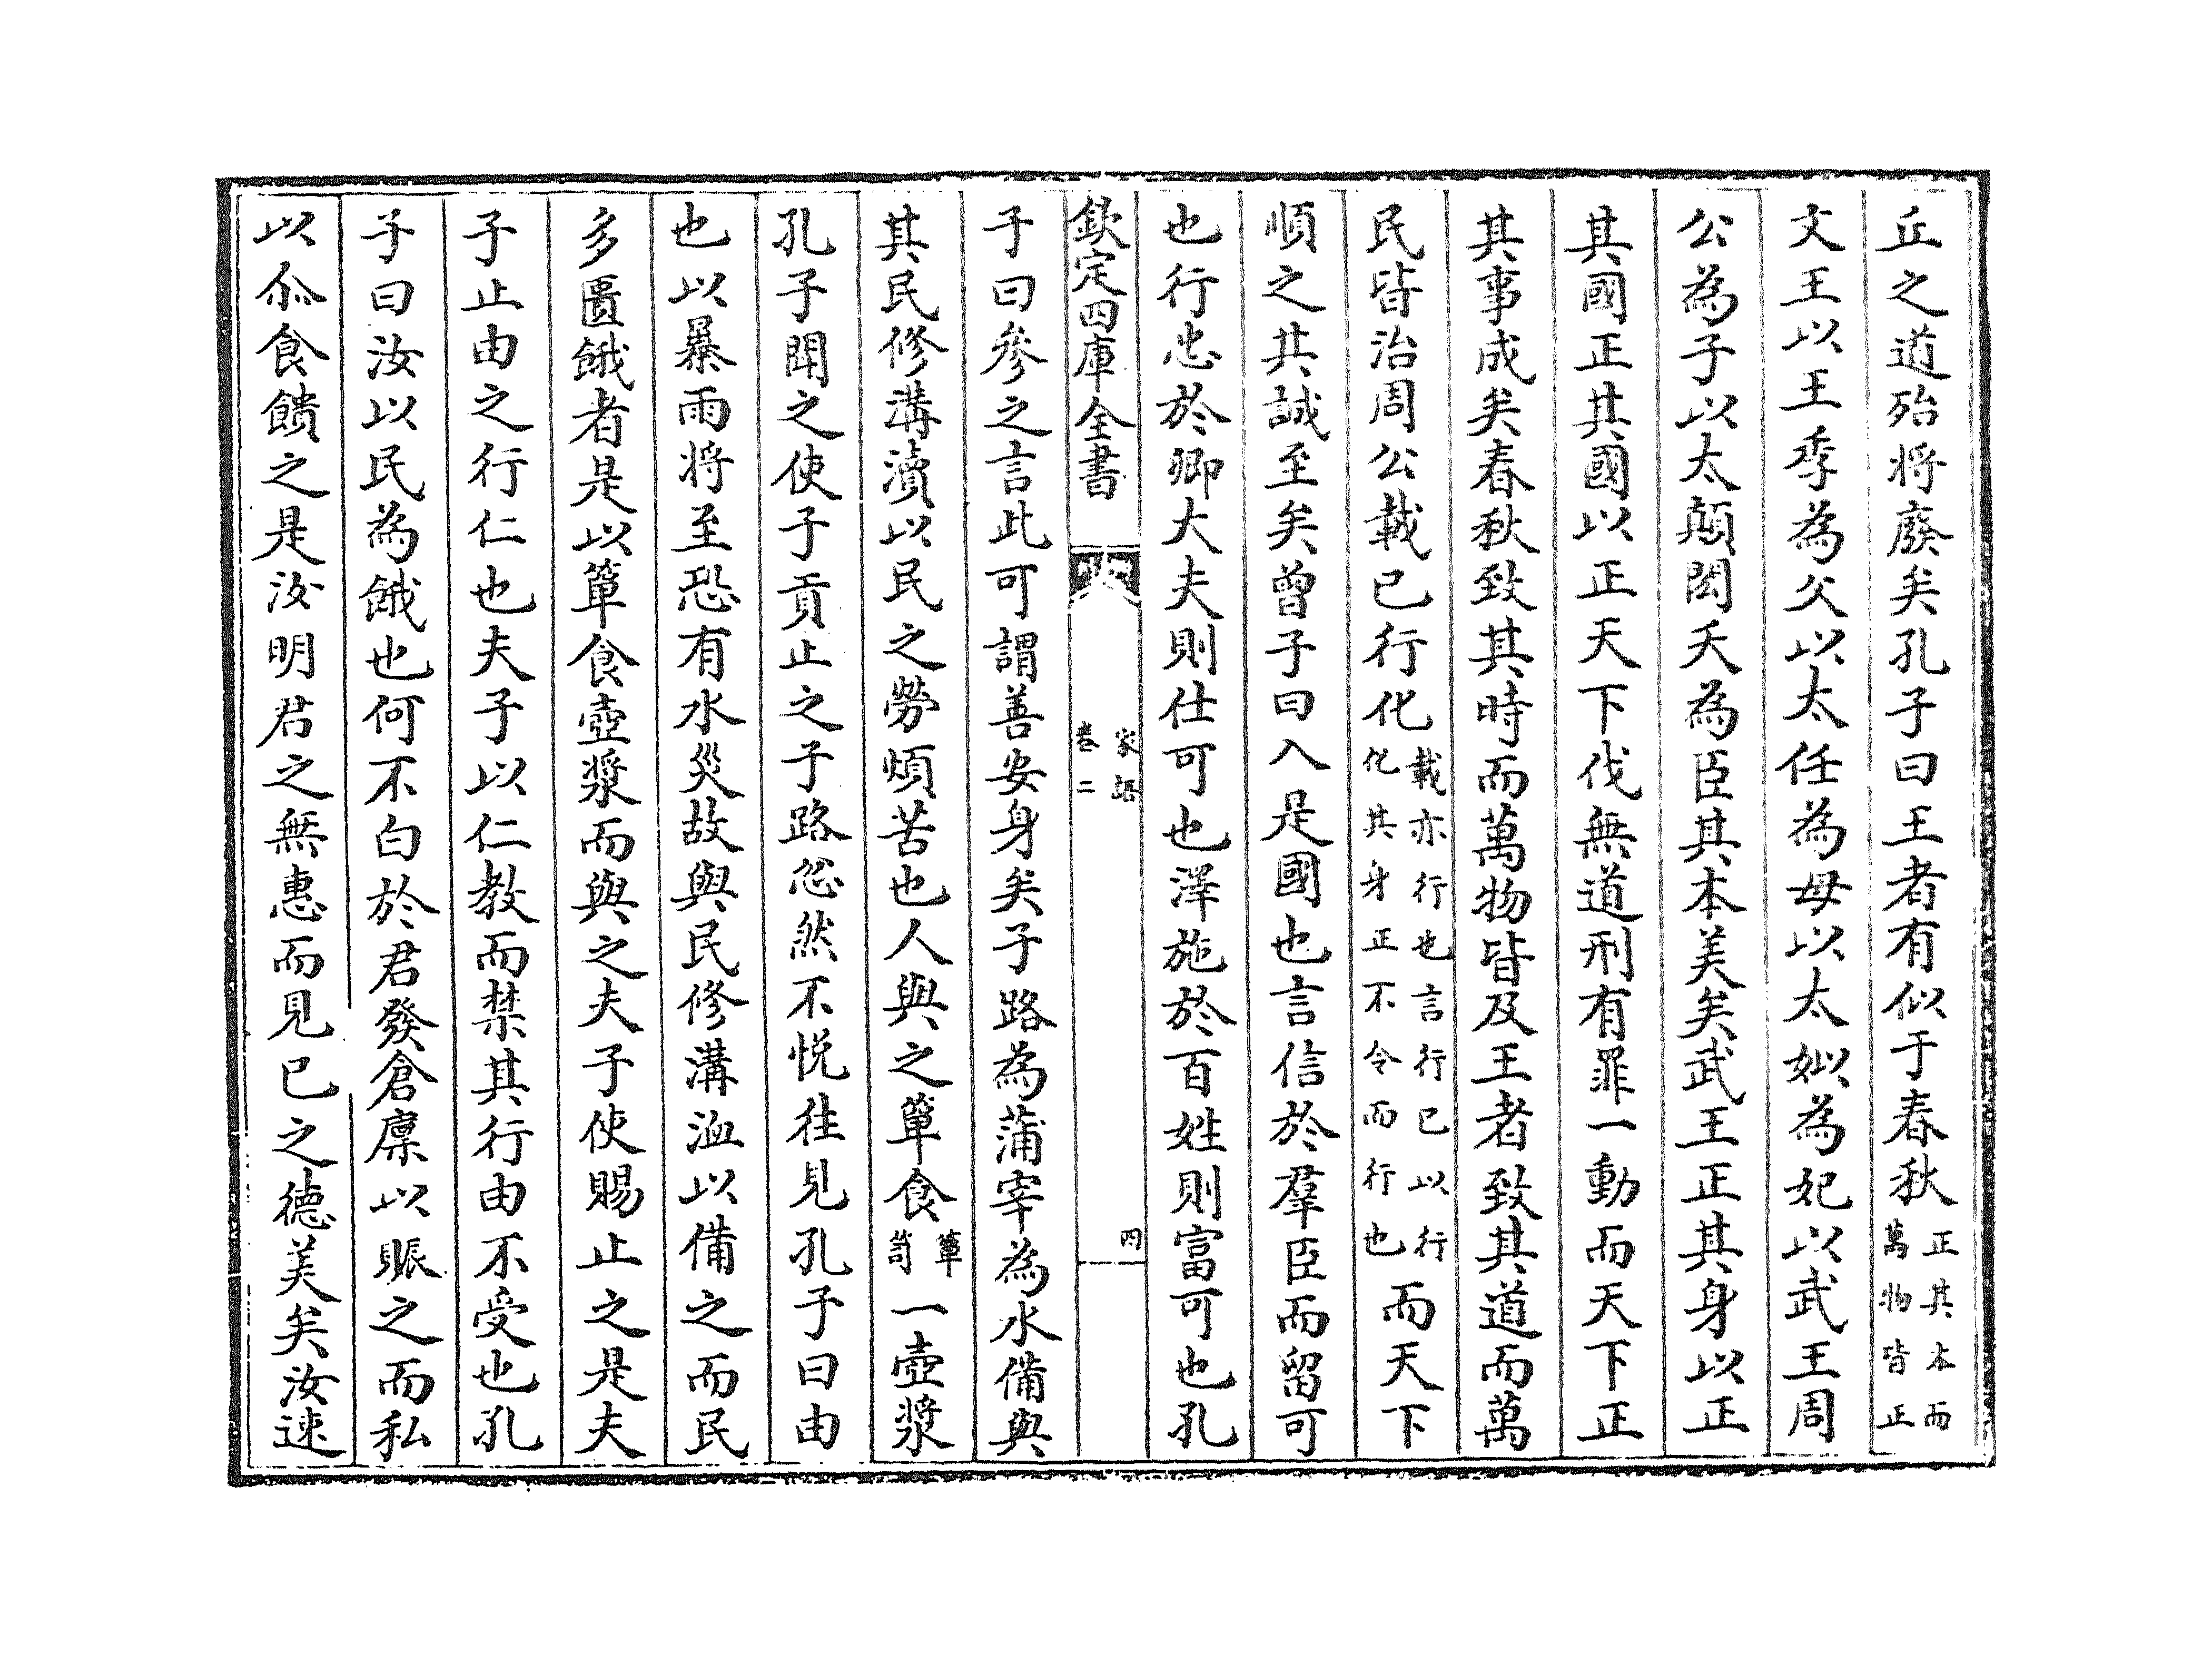 丘之道殆将廢矣孔子曰王者有似于春秋正其本而萬物皆正
文王以王季為父以太任為母以太姒為妃以武王周
公為子以太顛閎夭為臣其本美矣武王正其身以正
其國正其國以正天下伐無道刑有罪一動而天下正
其事成矣春秋致其時而萬物皆及王者致其道而萬
民皆治周公載已行化載亦行也言行已以行化其身正不令而行也而天下
順之其誠至矣曾子曰入是國也言信於羣臣而留可
也行忠於卿大夫則仕可也澤施於百姓則富可也孔
欽定四庫全書
家語
卷二
四
子曰參之言此可謂善安身矣子路為蒲宰為水備與
其民修溝瀆以民之勞煩苦也人與之簞食簞笥一壺漿
孔子聞之使子貢止之子路忿然不悅往見孔子曰由
也以暴雨将至恐有水災故與民修溝洫以備之而民
多匱餓者是以簞食壺漿而與之夫子使賜止之是夫
子止由之行仁也夫子以仁教而禁其行由不受也孔
子曰汝以民為餓也何不白於君發倉廩以賑之而私
以尒食饋之是汝明君之無惠而見已之德美矣汝速